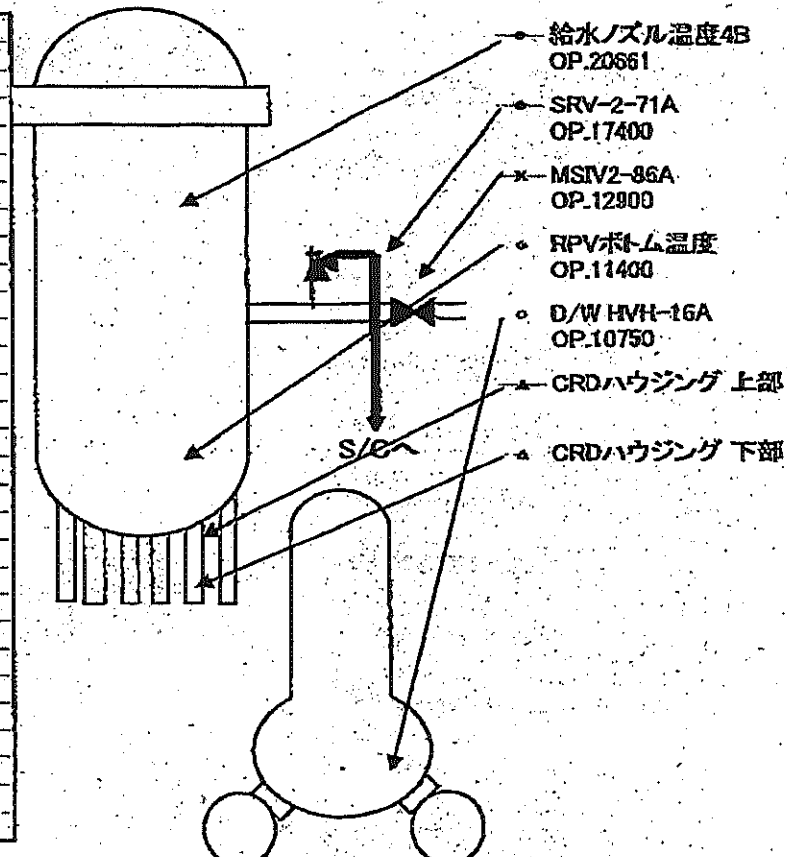 給水ノズル温度4B
OP.20661
SRV-2-71A
OP.17400
MSIV2-86A
OP.12900
RPVボトム温度
OP.11400
D/W HVH-16A
OP.10750
CRDハウジング 上部
S/Cへ
CRDハウジング 下部